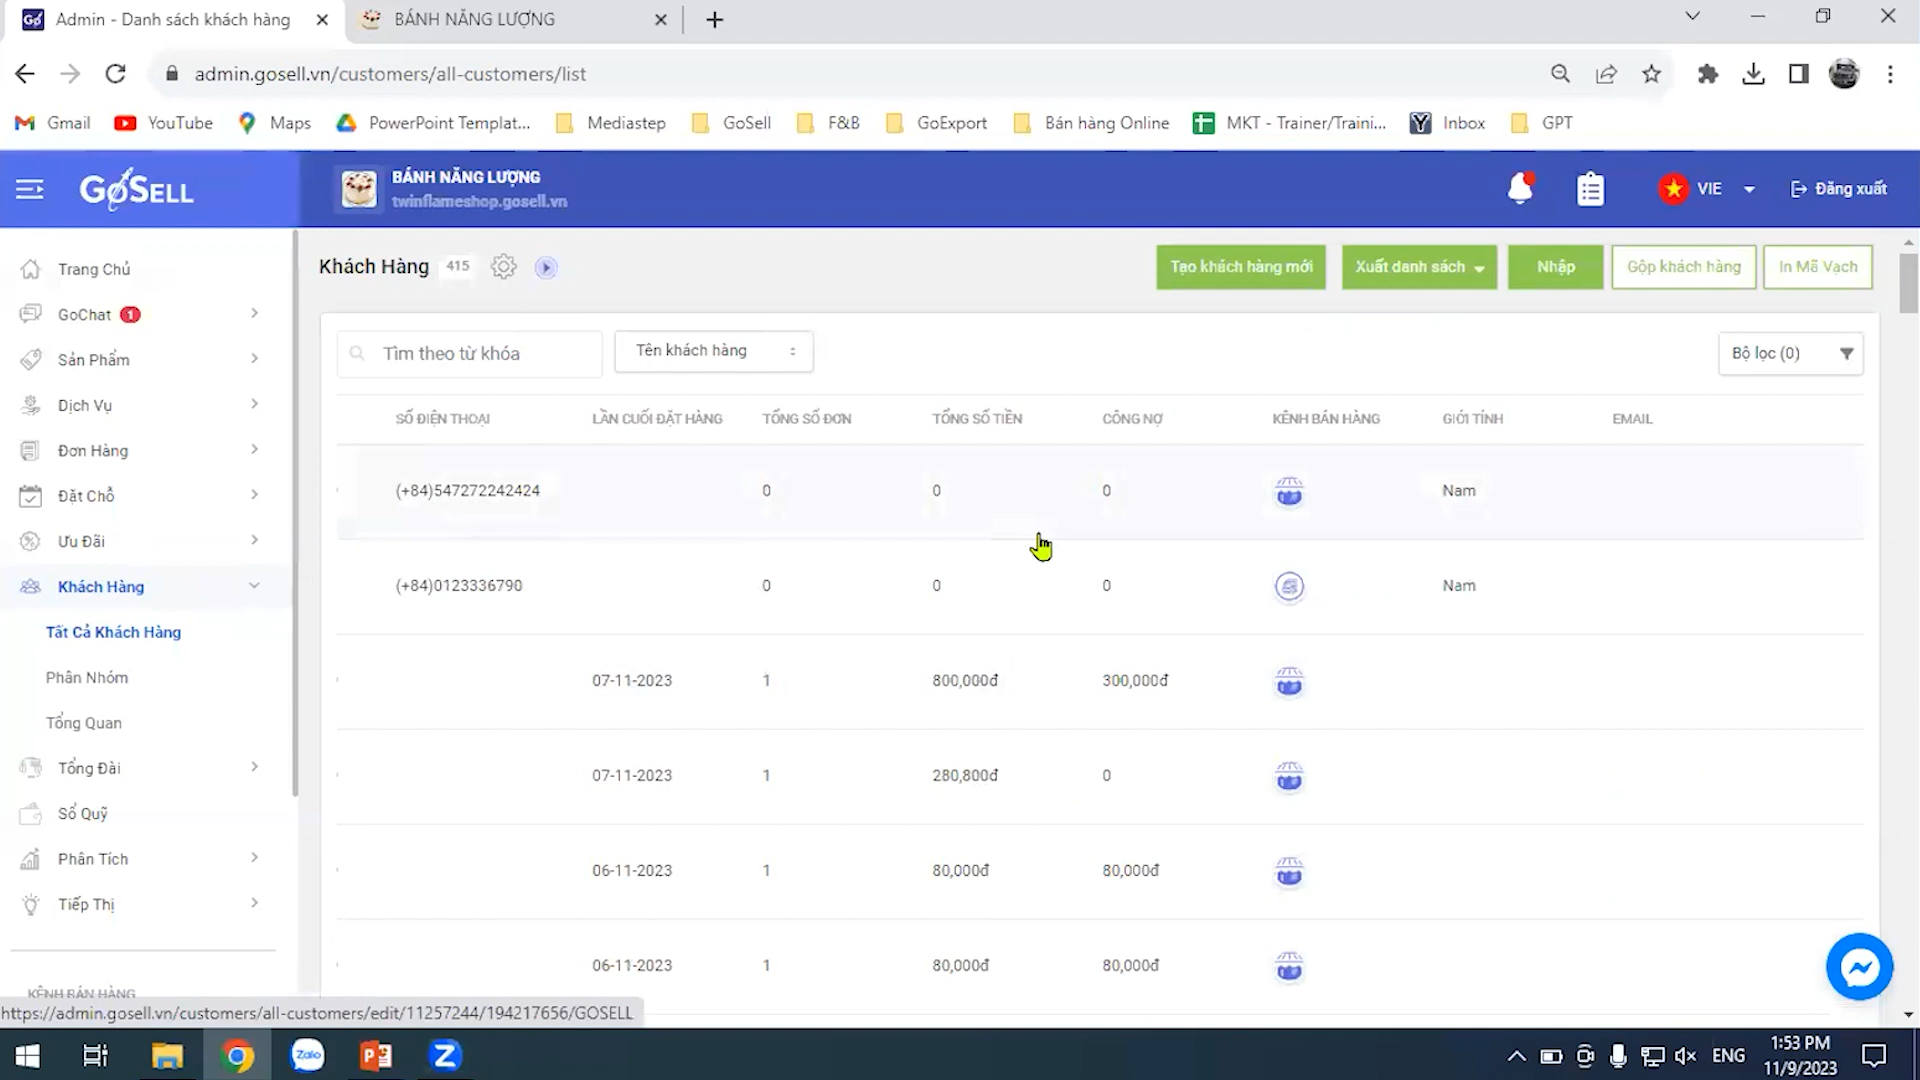 Admin - Danh sách khách hàng
BÁNH NĂNG LƯỢNG
admin.gosell.vn/customers/all-customers/list
Gmail YouTube Maps PowerPoint Templat... Mediastep GoSell F&B GoExport Bán hàng Online MKT - Trainer/Traini... Inbox GPT
GoSELL
BÁNH NĂNG LƯỢNG
twinflameshop.gosell.vn
VIE
Đăng xuất
Trang Chủ
GoChat 1
Sản Phẩm
Dịch Vụ
Đơn Hàng
Đặt Chỗ
Ưu Đãi
Khách Hàng
Tất Cả Khách Hàng
Phân Nhóm
Tổng Quan
Tổng Đài
Sổ Quỹ
Phân Tích
Tiếp Thị
KÊNH BÁN HÀNG
Khách Hàng 415
Tạo khách hàng mới
Xuất danh sách
Nhập
Gộp khách hàng
In Mã Vạch
Tìm theo từ khóa
Tên khách hàng
Bộ lọc (0)
SỐ ĐIỆN THOẠI LẦN CUỐI ĐẶT HÀNG TỔNG SỐ ĐƠN TỔNG SỐ TIỀN CÔNG NỢ KÊNH BÁN HÀNG GIỚI TÍNH EMAIL
(+84)547272242424 0 0 0 Nam
(+84)0123336790 0 0 0 Nam
07-11-2023 1 800,000đ 300,000đ
07-11-2023 1 280,800đ 0
06-11-2023 1 80,000đ 80,000đ
06-11-2023 1 80,000đ 80,000đ
https://admin.gosell.vn/customers/all-customers/edit/11257244/194217656/GOSELL
Zalo
ENG
1:53 PM
11/9/2023